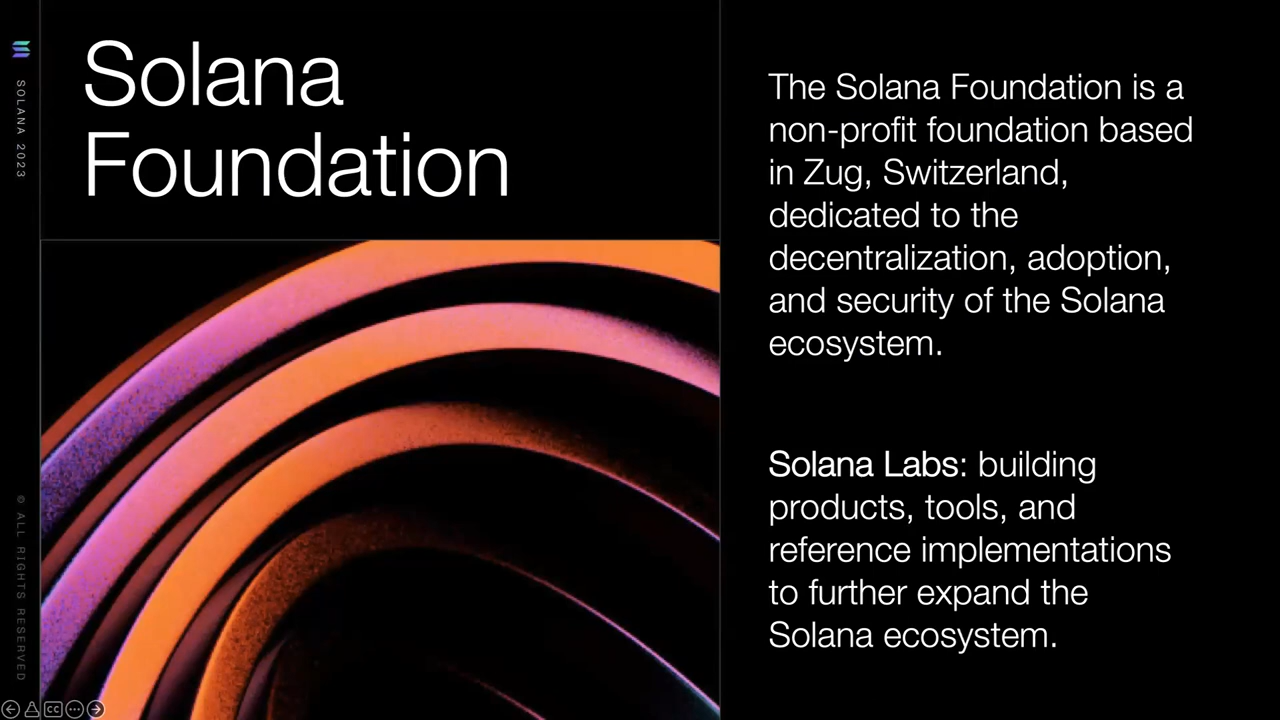 Solana
Foundation
The Solana Foundation is a
non-profit foundation based
in Zug, Switzerland,
dedicated to the
decentralization, adoption,
and security of the Solana
ecosystem.
Solana Labs: building
products, tools, and
reference implementations
to further expand the
Solana ecosystem.
SOLANA 2023
© ALL RIGHTS RESERVED
CC